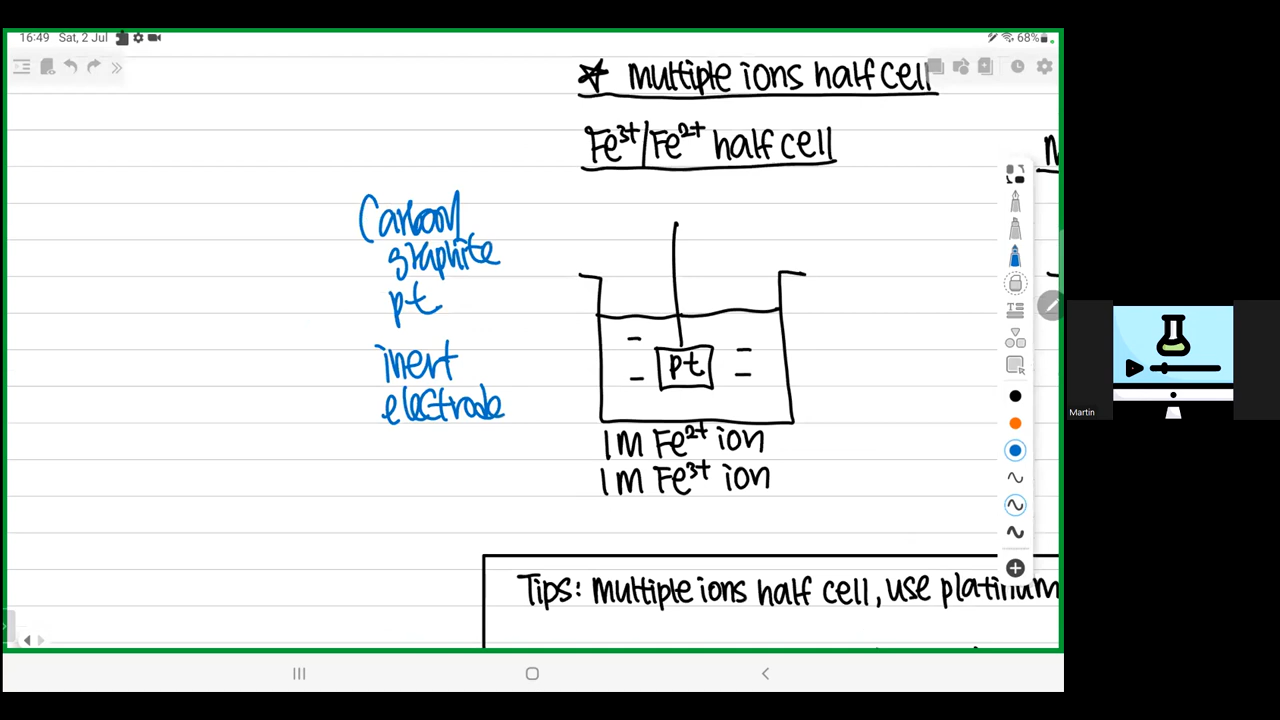 16:49 Sat, 2 Jul
68%
★ multiple ions half cell
Fe³⁺/Fe²⁺ half cell
Carbon
graphite
pt
inert
electrode
pt
1M Fe²⁺ ion
1M Fe³⁺ ion
Tips: multiple ions half cell, use platinum
Martin